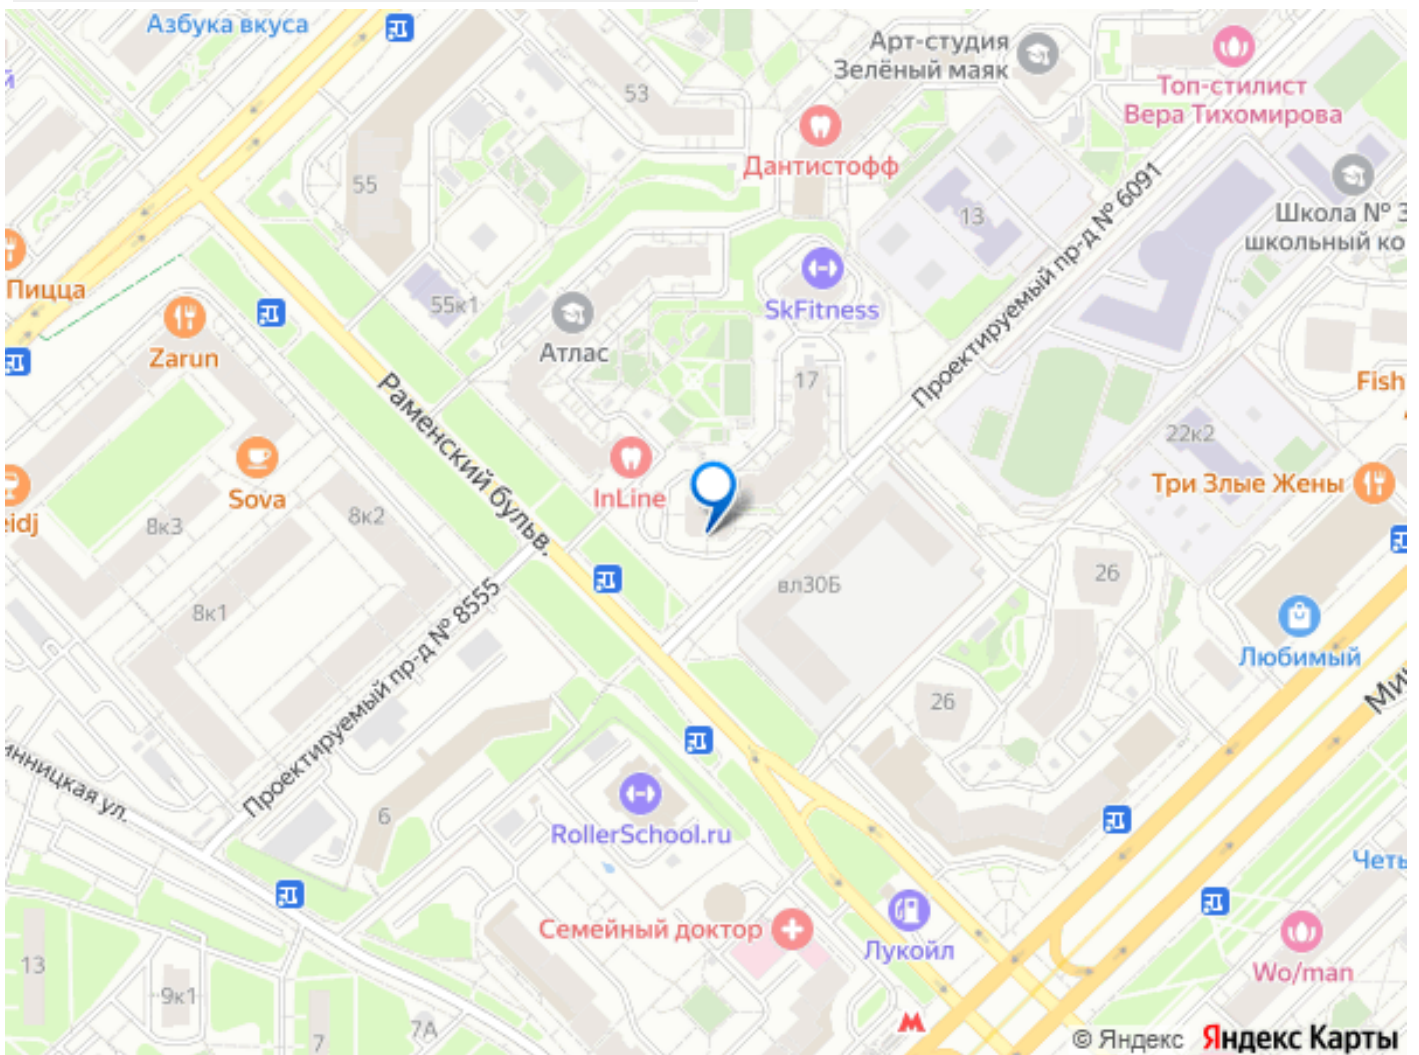 Азбука вкуса
й
Арт-студия
Зелёный маяк
Топ-стилист
Вера Тихомирова
53
Дантистофф
55
13
Проектируемый пр-д № 6091
Школа № 3
школьный ко
Пицца
55к1
SkFitness
Zarun
Атлас
17
Fish
Раменский бульв.
22к2
InLine
Три Злые Жены
Sova
eidj
8к3
8к2
вл30Б
26
8к1
Любимый
Проектируемый пр-д № 8555
26
Ми
инницкая ул.
6
RollerSchool.ru
Четь
Семейный доктор
Лукойл
13
9к1
Wo/man
7
7А
© Яндекс Яндекс Карты